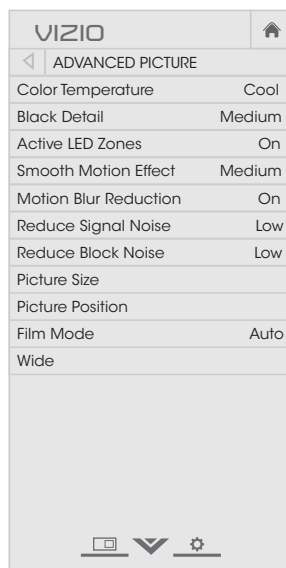 VIZIO
ADVANCED PICTURE
Color Temperature Cool
Black Detail Medium
Active LED Zones On
Smooth Motion Effect Medium
Motion Blur Reduction On
Reduce Signal Noise Low
Reduce Block Noise Low
Picture Size
Picture Position
Film Mode Auto
Wide